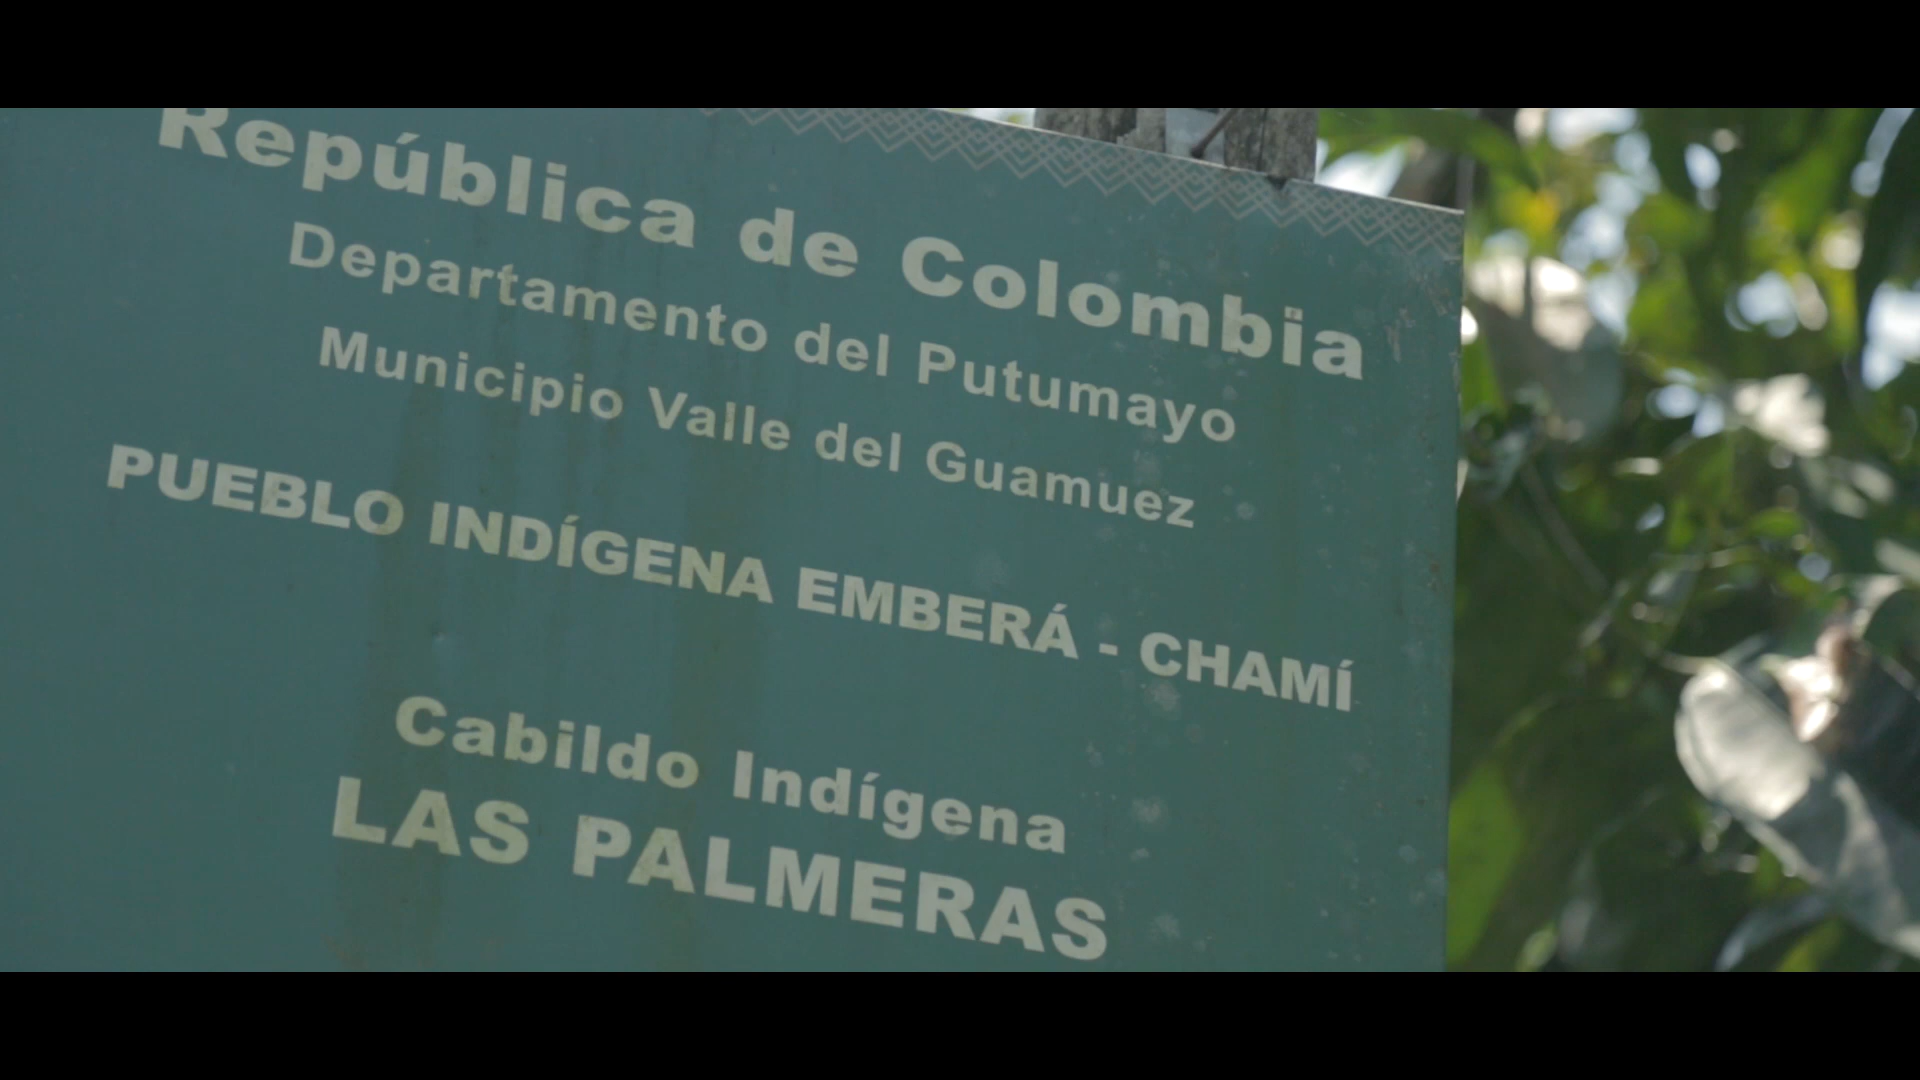 República de Colombia
Departamento del Putumayo
Municipio Valle del Guamuez
PUEBLO INDÍGENA EMBERÁ - CHAMÍ
Cabildo Indígena
LAS PALMERAS